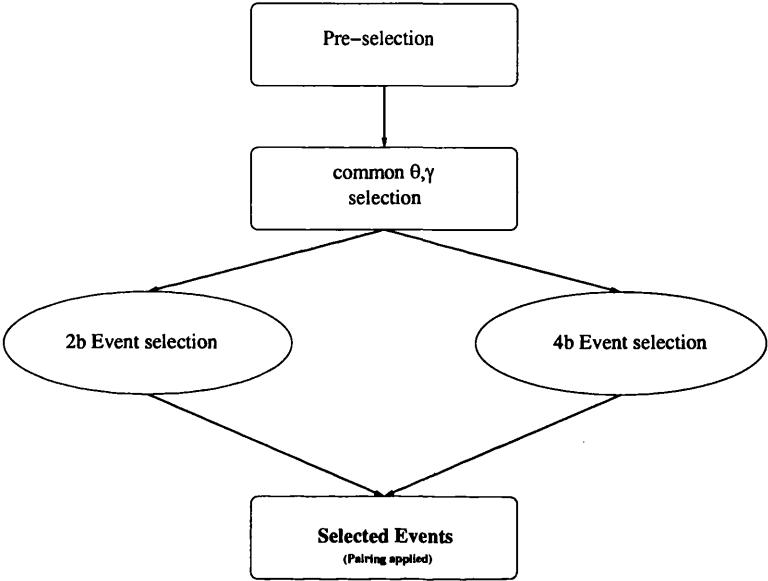 Pre−selection
common θ,γ
selection
2b Event selection
4b Event selection
Selected Events
(Pairing applied)